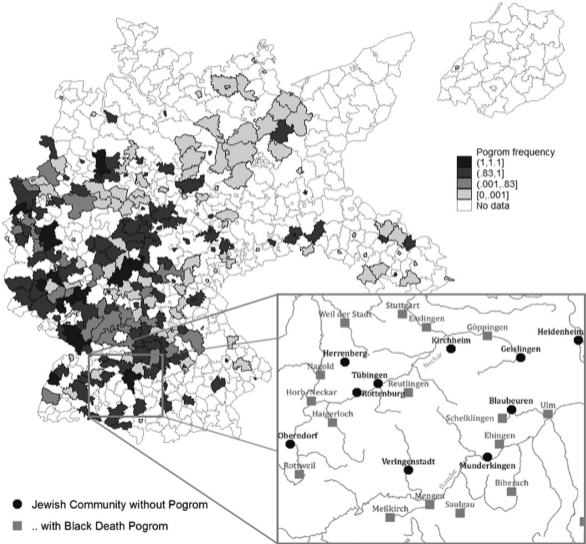 Pogrom frequency
(1,1.1]
(.83,1]
(.001,.83]
[0,.001]
No data
Stuttgart
Weil der Stadt
Esslingen
Göppingen
Heidenheim
Kirchheim
Neckar
Geislingen
Herrenberg
Nagold
Tübingen
Reutlingen
Rottenburg
Horb/Neckar
Haigerloch
Blaubeuren
Ulm
Schelklingen
Oberndorf
Ehingen
Rottweil
Veringenstadt
Munderkingen
Danube
Biberach
Mengen
Saulgau
Meßkirch
Jewish Community without Pogrom
.. with Black Death Pogrom